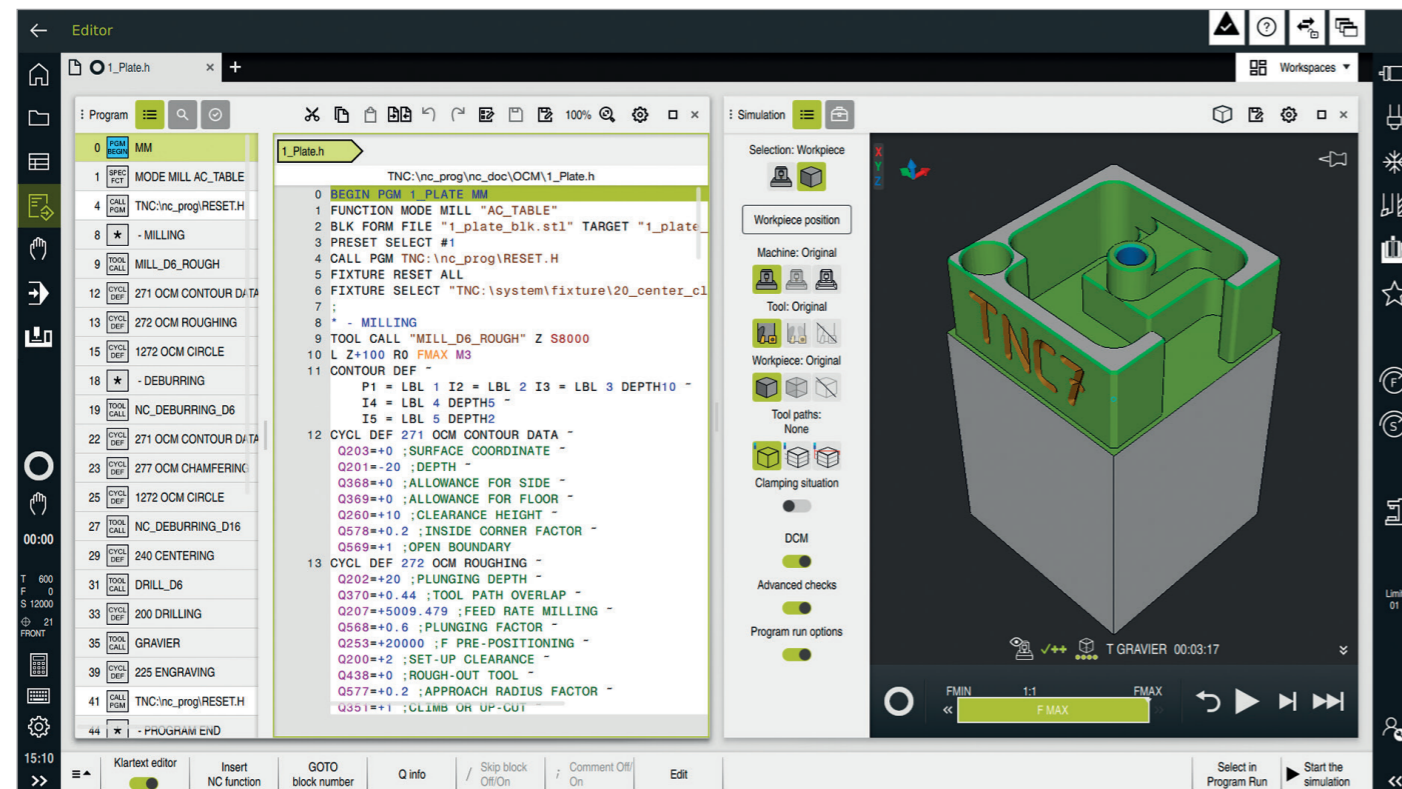 Editor
1_Plate.h
Workspaces
Program
100%
Simulation
0 PGM BEGIN MM
1 SPEC FCT MODE MILL AC_TABLE
4 CALL PGM TNC:\nc_prog\RESET.H
8 * - MILLING
9 TOOL CALL MILL_D6_ROUGH
12 CYCL DEF 271 OCM CONTOUR DATA
13 CYCL DEF 272 OCM ROUGHING
15 CYCL DEF 1272 OCM CIRCLE
18 * - DEBURRING
19 TOOL CALL NC_DEBURRING_D6
22 CYCL DEF 271 OCM CONTOUR DATA
23 CYCL DEF 277 OCM CHAMFERING
25 CYCL DEF 1272 OCM CIRCLE
27 TOOL CALL NC_DEBURRING_D16
29 CYCL DEF 240 CENTERING
31 TOOL CALL DRILL_D6
33 CYCL DEF 200 DRILLING
35 TOOL CALL GRAVIER
39 CYCL DEF 225 ENGRAVING
41 CALL PGM TNC:\nc_prog\RESET.H
44 * - PROGRAM END
00:00
T 600
F 0
S 12000
21
FRONT
15:10
1_Plate.h
TNC:\nc_prog\nc_doc\OCM\1_Plate.h
0 BEGIN PGM 1_PLATE MM
1 FUNCTION MODE MILL "AC_TABLE"
2 BLK FORM FILE "1_plate_blk.stl" TARGET "1_plate_
3 PRESET SELECT #1
4 CALL PGM TNC:\nc_prog\RESET.H
5 FIXTURE RESET ALL
6 FIXTURE SELECT "TNC:\system\fixture\20_center_cl
7 ;
8 * - MILLING
9 TOOL CALL "MILL_D6_ROUGH" Z S8000
10 L Z+100 R0 FMAX M3
11 CONTOUR DEF ~
P1 = LBL 1 I2 = LBL 2 I3 = LBL 3 DEPTH10 ~
I4 = LBL 4 DEPTH5 ~
I5 = LBL 5 DEPTH2
12 CYCL DEF 271 OCM CONTOUR DATA ~
Q203=+0 ;SURFACE COORDINATE ~
Q201=-20 ;DEPTH ~
Q368=+0 ;ALLOWANCE FOR SIDE ~
Q369=+0 ;ALLOWANCE FOR FLOOR ~
Q260=+10 ;CLEARANCE HEIGHT ~
Q578=+0.2 ;INSIDE CORNER FACTOR ~
Q569=+1 ;OPEN BOUNDARY
13 CYCL DEF 272 OCM ROUGHING ~
Q202=+20 ;PLUNGING DEPTH ~
Q370=+0.44 ;TOOL PATH OVERLAP ~
Q207=+5009.479 ;FEED RATE MILLING ~
Q568=+0.6 ;PLUNGING FACTOR ~
Q253=+20000 ;F PRE-POSITIONING ~
Q200=+2 ;SET-UP CLEARANCE ~
Q438=+0 ;ROUGH-OUT TOOL ~
Q577=+0.2 ;APPROACH RADIUS FACTOR ~
Q351=+1 ;CLIMB OR UP-CUT ~
Selection: Workpiece
Workpiece position
Machine: Original
Tool: Original
Workpiece: Original
Tool paths:
None
Clamping situation
DCM
Advanced checks
Program run options
X
Y
Z
TNC7
T GRAVIER 00:03:17
FMIN 1:1 FMAX
F MAX
F
S
Limit
01
Klartext editor
Insert
NC function
GOTO
block number
Q info
/ Skip block
Off/On
; Comment Off/
On
Edit
Select in
Program Run
Start the
simulation